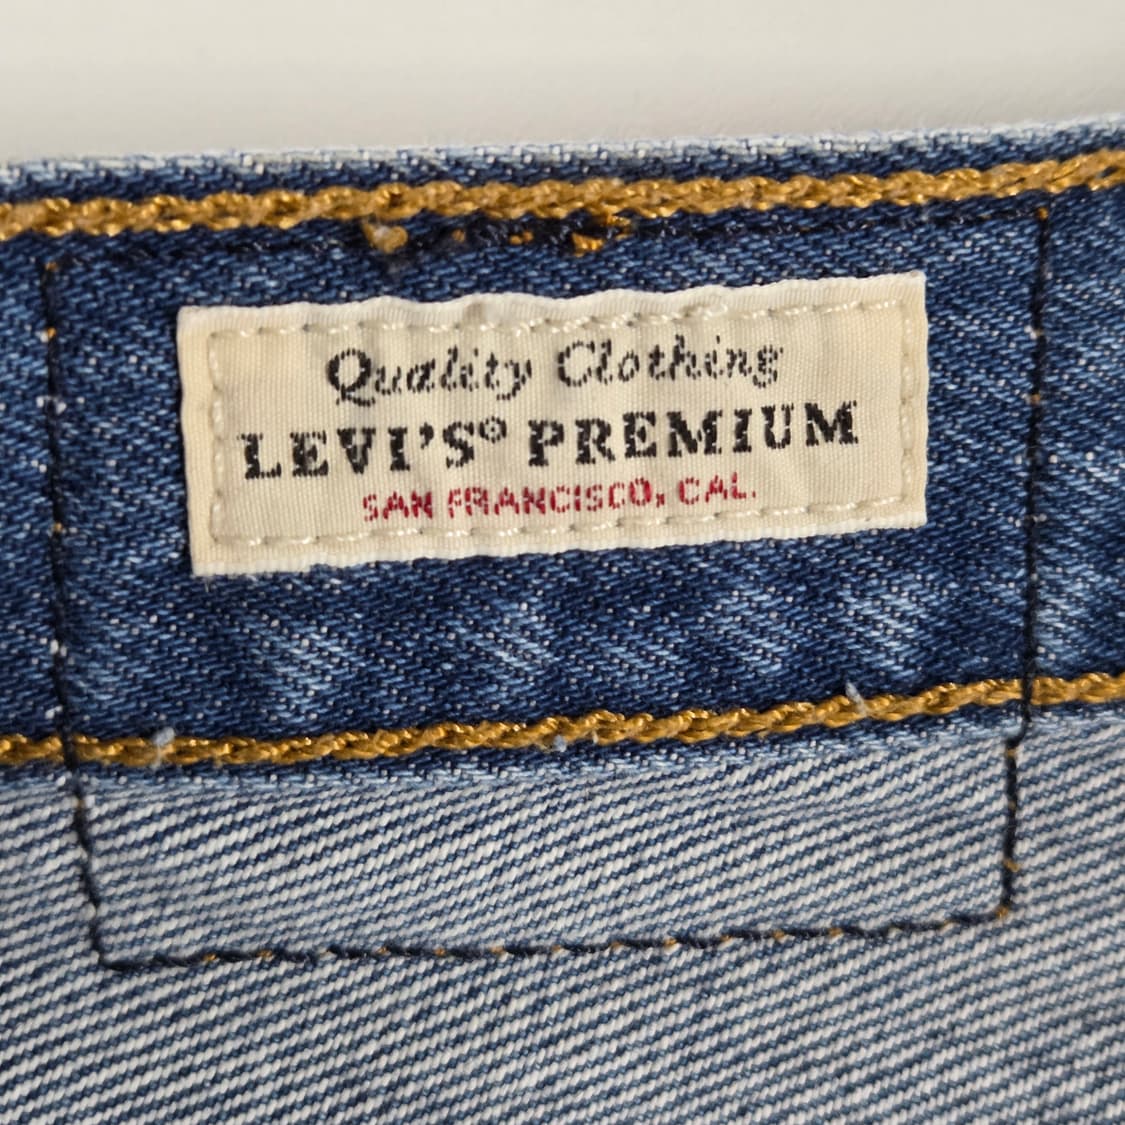 Quality Clothing
LEVI'S® PREMIUM
SAN FRANCISCO, CAL.